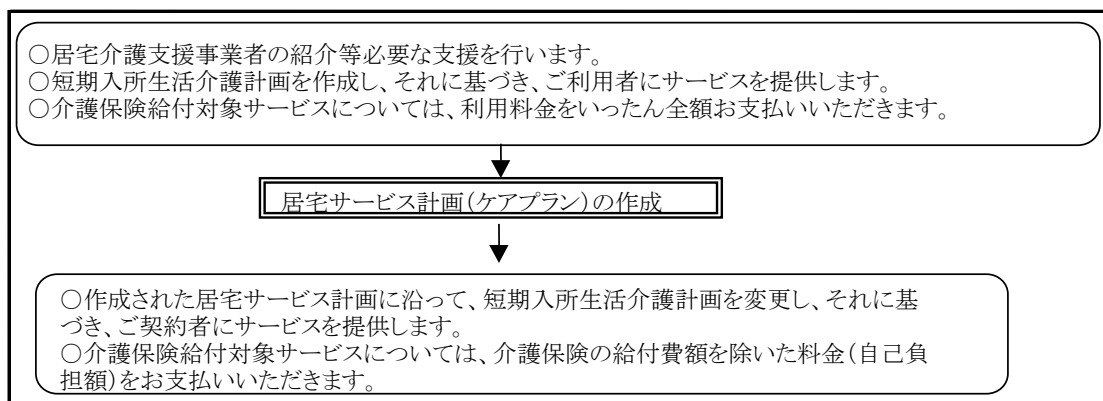 ○居宅介護支援事業者の紹介等必要な支援を行います。
○短期入所生活介護計画を作成し、それに基づき、ご利用者にサービスを提供します。
○介護保険給付対象サービスについては、利用料金をいったん全額お支払いいただきます。
居宅サービス計画(ケアプラン)の作成
○作成された居宅サービス計画に沿って、短期入所生活介護計画を変更し、それに基
づき、ご契約者にサービスを提供します。
○介護保険給付対象サービスについては、介護保険の給付費額を除いた料金(自己負
担額)をお支払いいただきます。